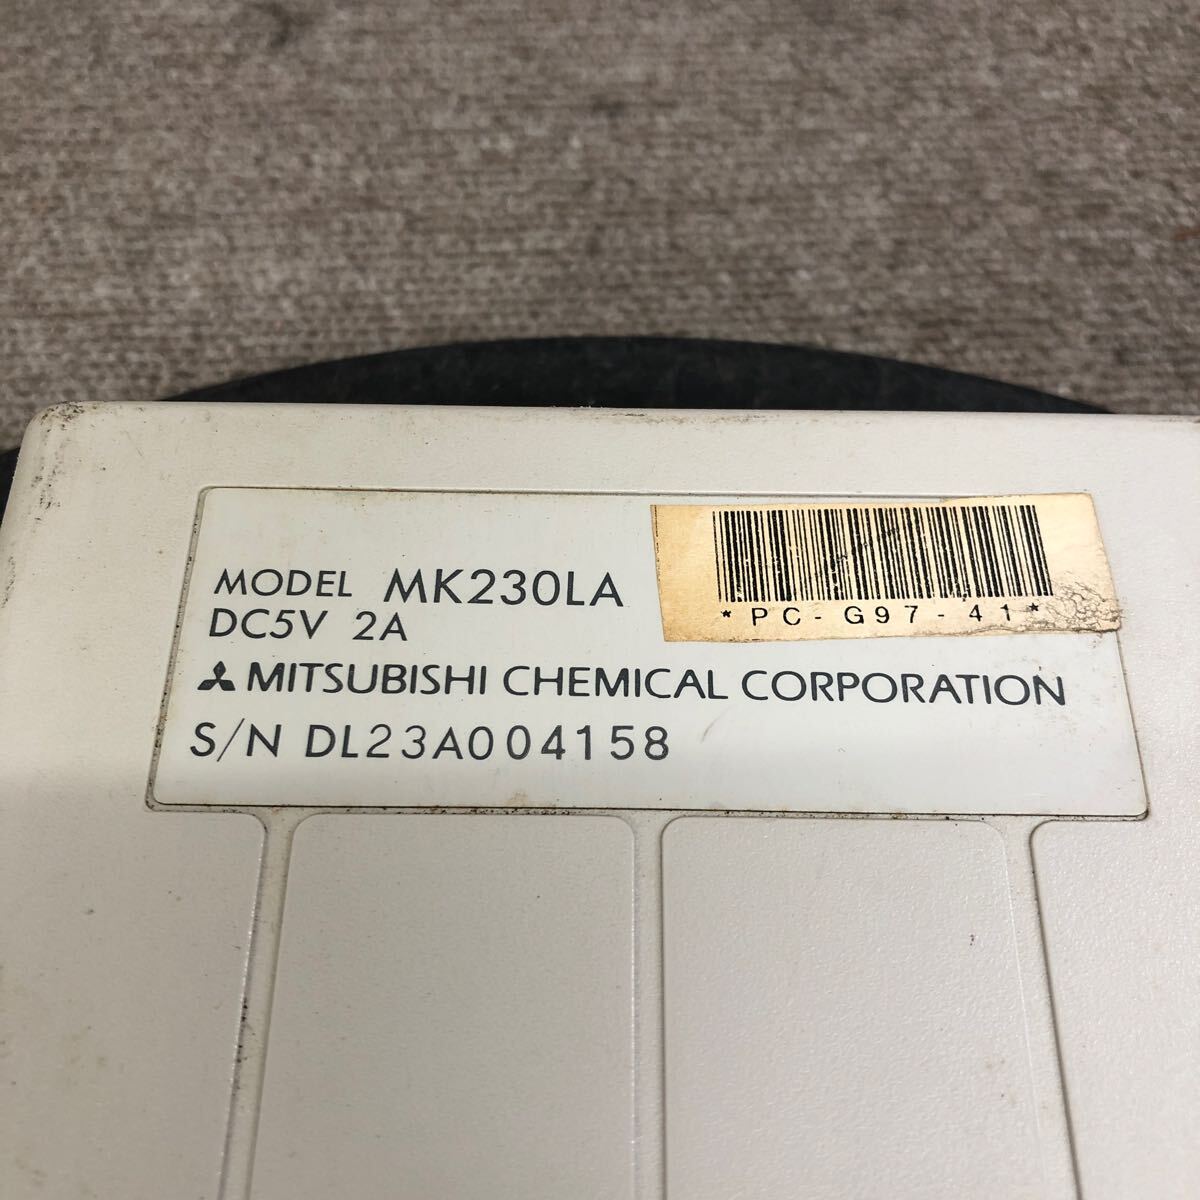 MODEL MK230LA
DC5V 2A
MITSUBISHI CHEMICAL CORPORATION
S/N DL23A004158
*PC-G97-41*